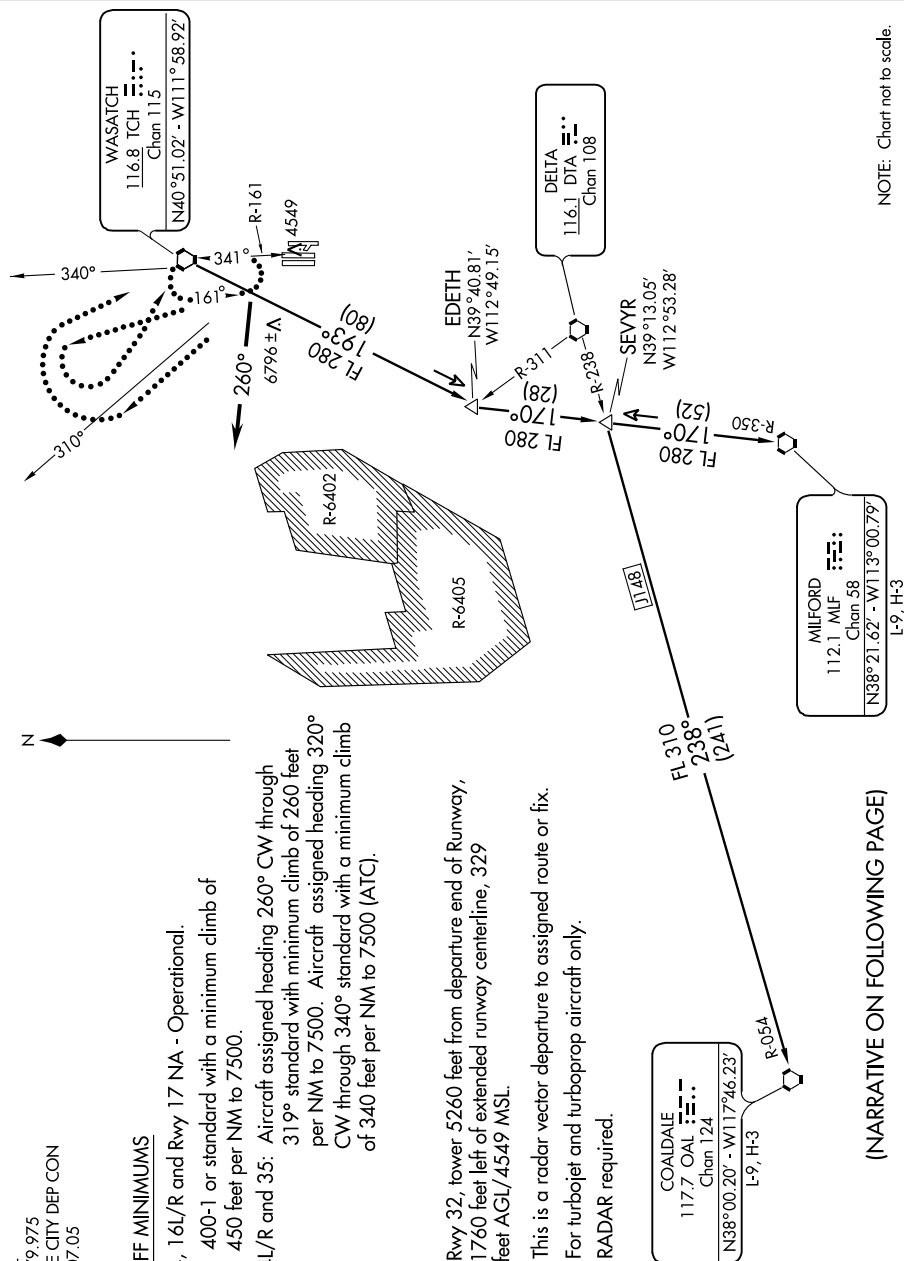 9.975
E CITY DEP CON
7.05
FF MINIMUMS
, 16L/R and Rwy 17 NA - Operational.
400-1 or standard with a minimum climb of
450 feet per NM to 7500.
L/R and 35: Aircraft assigned heading 260° CW through
319° standard with minimum climb of 260 feet
per NM to 7500. Aircraft assigned heading 320°
CW through 340° standard with a minimum climb
of 340 feet per NM to 7500 (ATC).
Rwy 32, tower 5260 feet from departure end of Runway,
1760 feet left of extended runway centerline, 329
feet AGL/4549 MSL.
This is a radar vector departure to assigned route or fix.
For turbojet and turboprop aircraft only.
RADAR required.
N
WASATCH
116.8 TCH
Chan 115
N40°51.02' - W111°58.92'
340°
310°
341°
R-161
4549
161°
260°
6796 ±
FL 280
193°
(80)
EDETH
N39°40.81'
W112°49.15'
DELTA
116.1 DTA
Chan 108
R-311
R-238
FL 280
170°
(28)
SEVYR
N39°13.05'
W112°53.28'
FL 280
170°
(52)
R-350
R-6402
R-6405
J148
FL 310
238°
(241)
R-054
MILFORD
112.1 MLF
Chan 58
N38°21.62' - W113°00.79'
L-9, H-3
COALDALE
117.7 OAL
Chan 124
N38°00.20' - W117°46.23'
L-9, H-3
(NARRATIVE ON FOLLOWING PAGE)
NOTE: Chart not to scale.